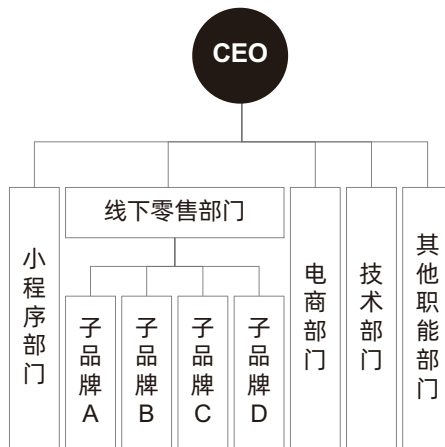 CEO
线下零售部门
小程序部门
子品牌A
子品牌B
子品牌C
子品牌D
电商部门
技术部门
其他职能部门